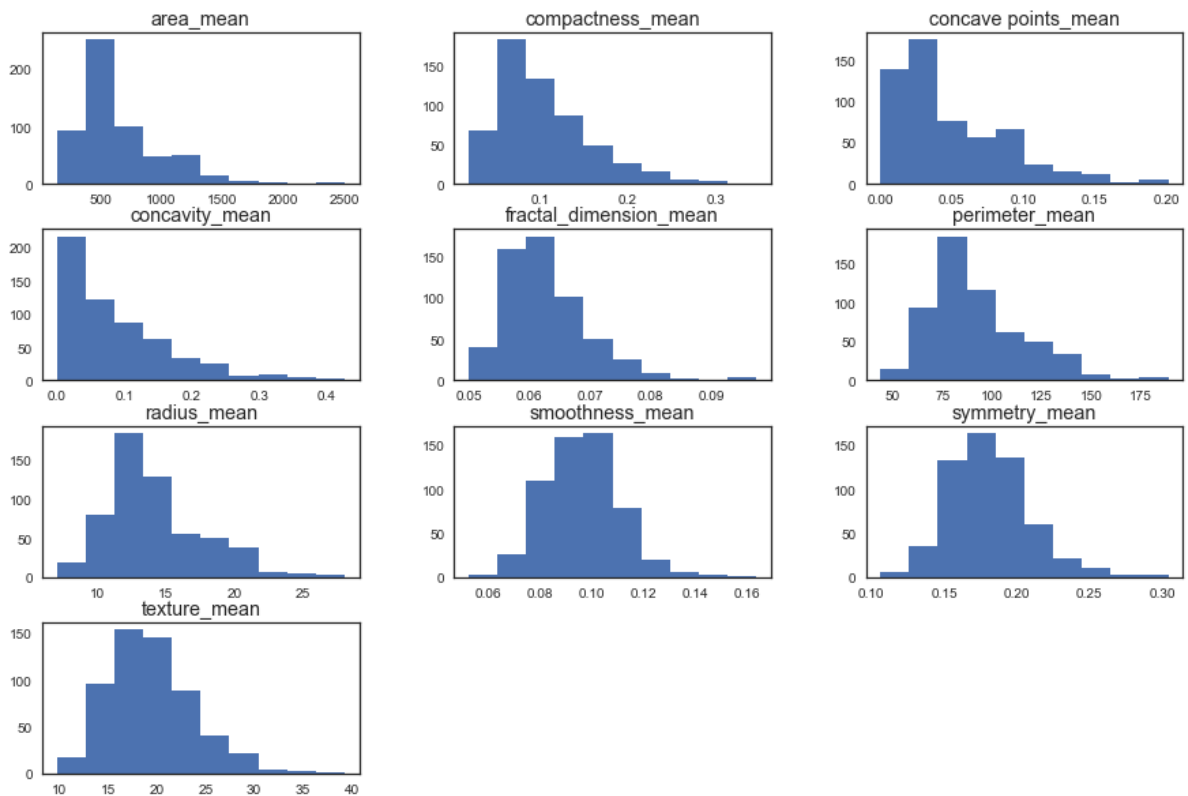 area_mean
compactness_mean
concave points_mean
200
100
0
500 1000 1500 2000 2500
150
100
50
0
0.1 0.2 0.3
150
100
50
0
0.00 0.05 0.10 0.15 0.20
concavity_mean
fractal_dimension_mean
perimeter_mean
200
150
100
50
0
0.0 0.1 0.2 0.3 0.4
150
100
50
0
0.05 0.06 0.07 0.08 0.09
150
100
50
0
50 75 100 125 150 175
radius_mean
smoothness_mean
symmetry_mean
150
100
50
0
10 15 20 25
150
100
50
0
0.06 0.08 0.10 0.12 0.14 0.16
150
100
50
0
0.10 0.15 0.20 0.25 0.30
texture_mean
150
100
50
0
10 15 20 25 30 35 40